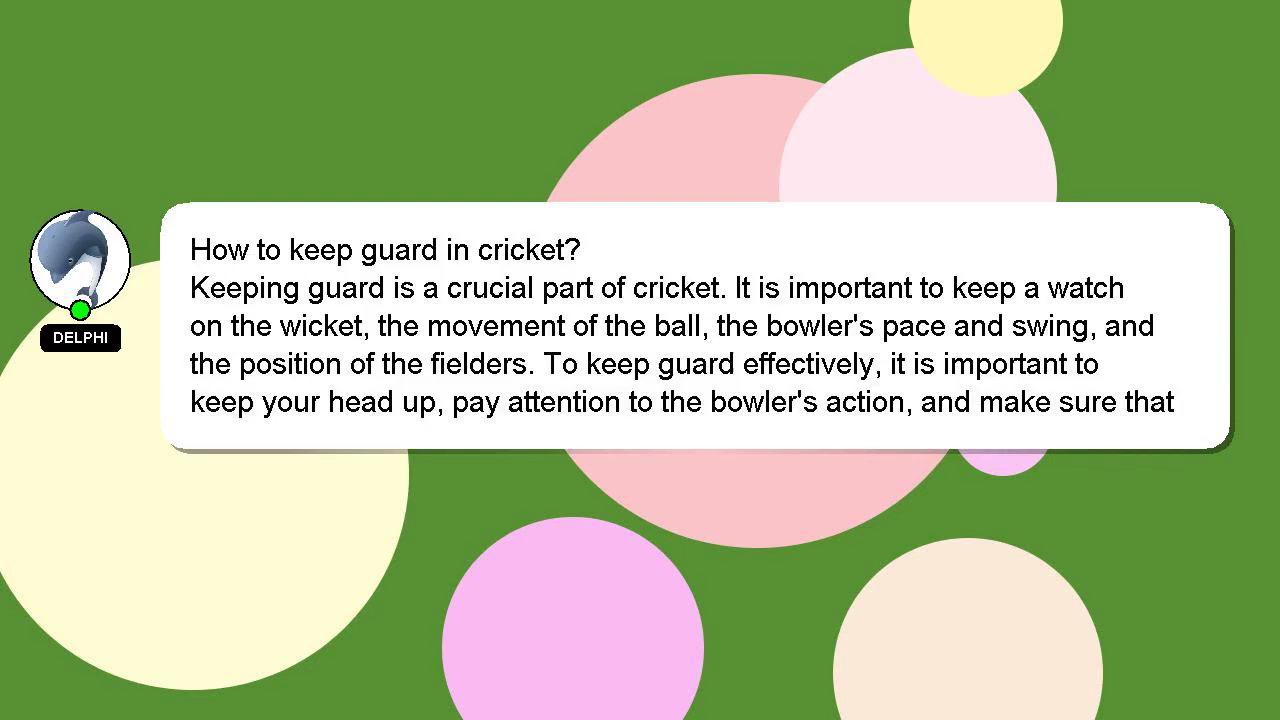 How to keep guard in cricket?
Keeping guard is a crucial part of cricket. It is important to keep a watch
on the wicket, the movement of the ball, the bowler's pace and swing, and
the position of the fielders. To keep guard effectively, it is important to
keep your head up, pay attention to the bowler's action, and make sure that
DELPHI